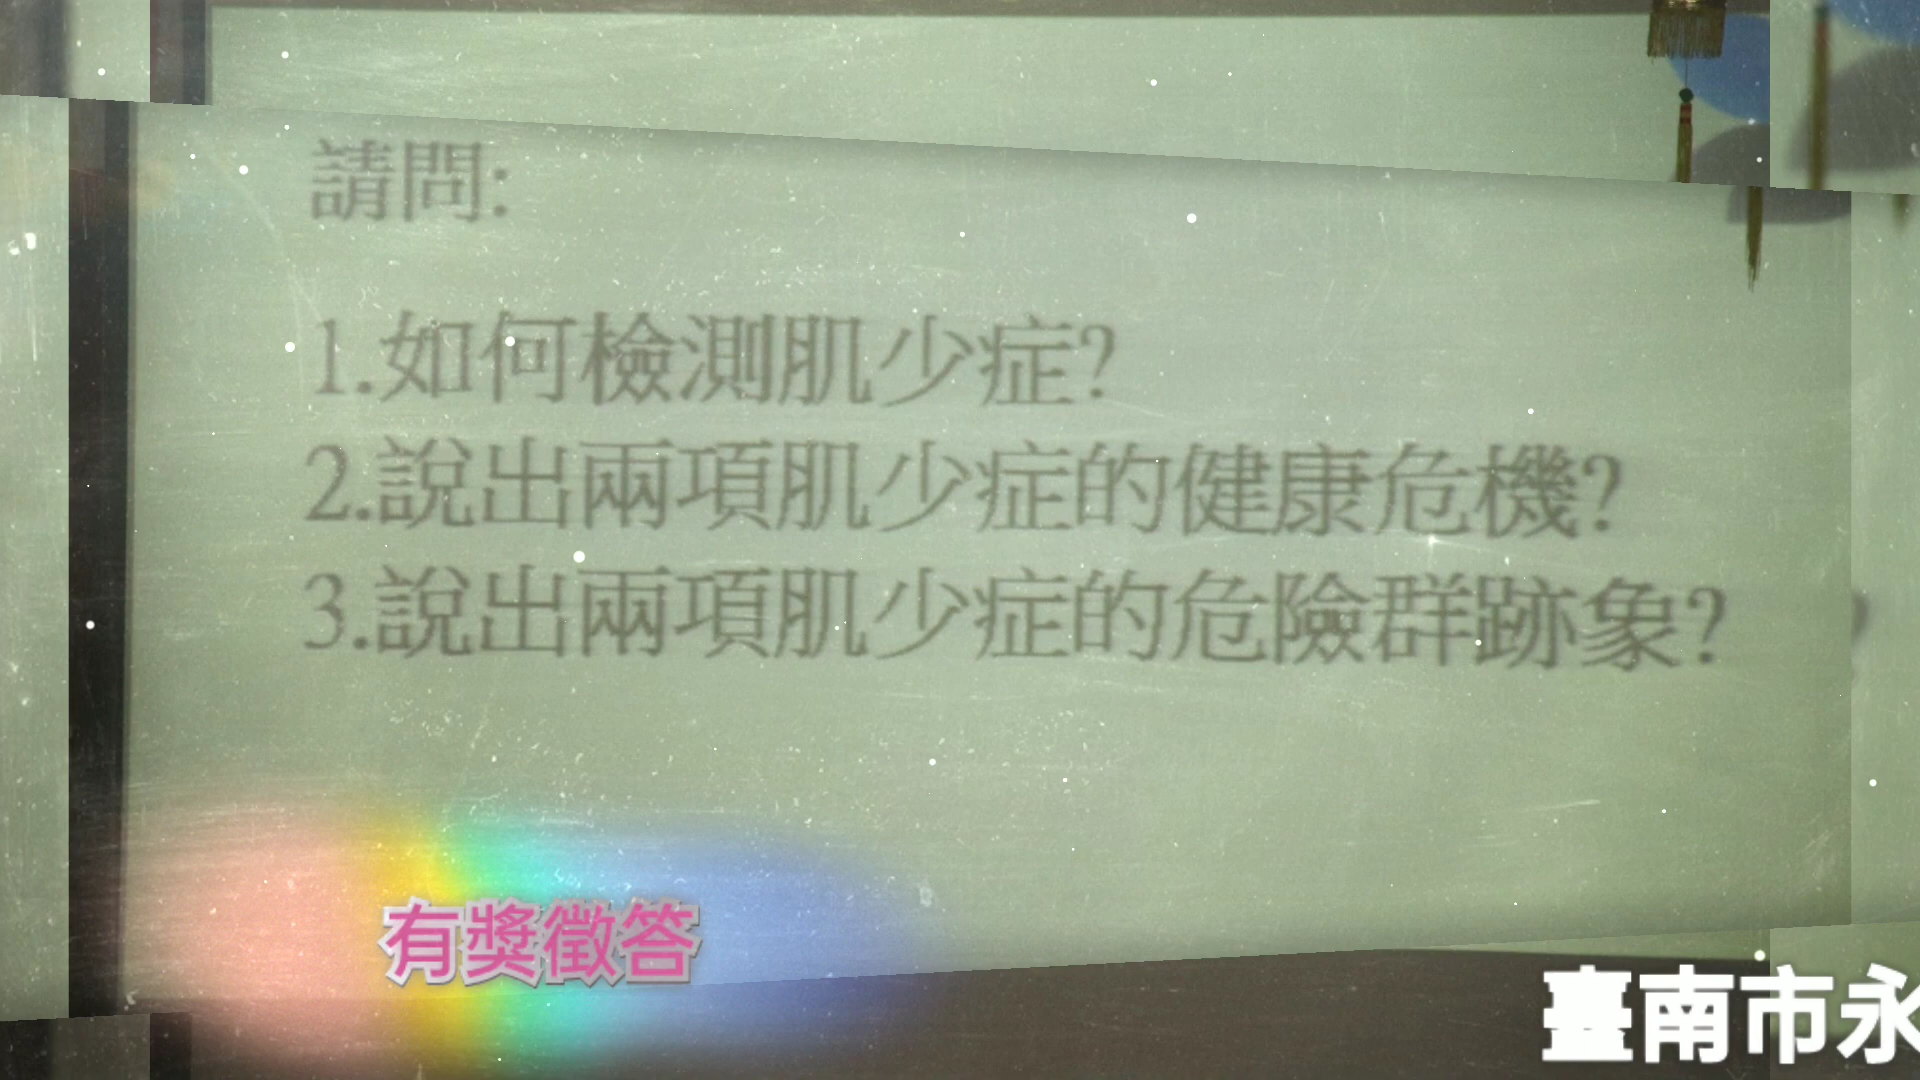 請問:
1.如何檢測肌少症?
2.說出兩項肌少症的健康危機?
3.說出兩項肌少症的危險群跡象?
有獎徵答
臺南市永